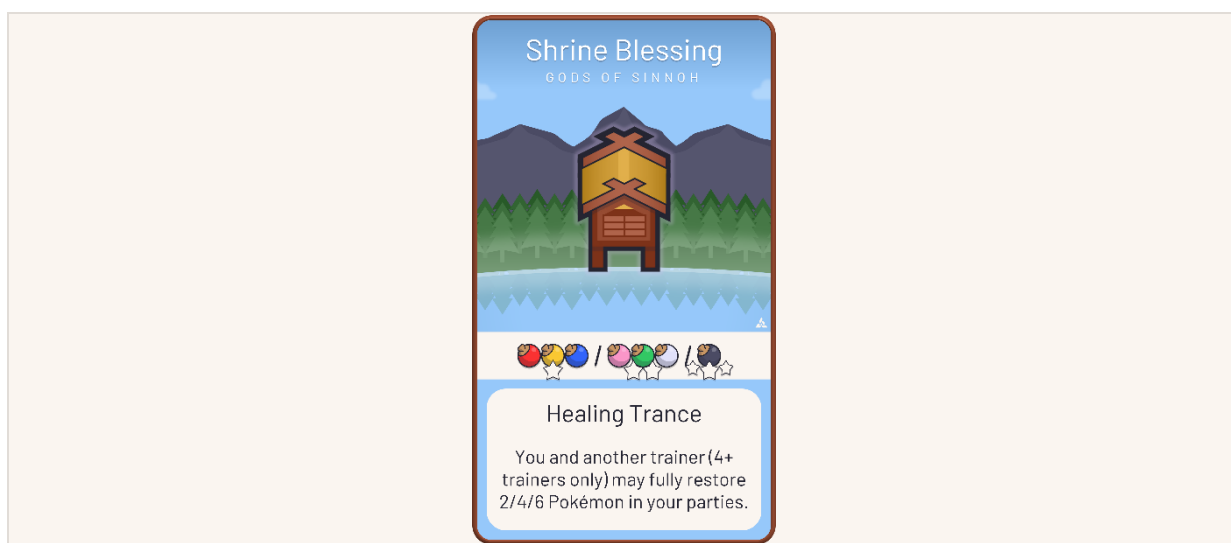 Shrine Blessing
GODS OF SINNOH
/ /
Healing Trance
You and another trainer (4+
trainers only) may fully restore
2/4/6 Pokémon in your parties.